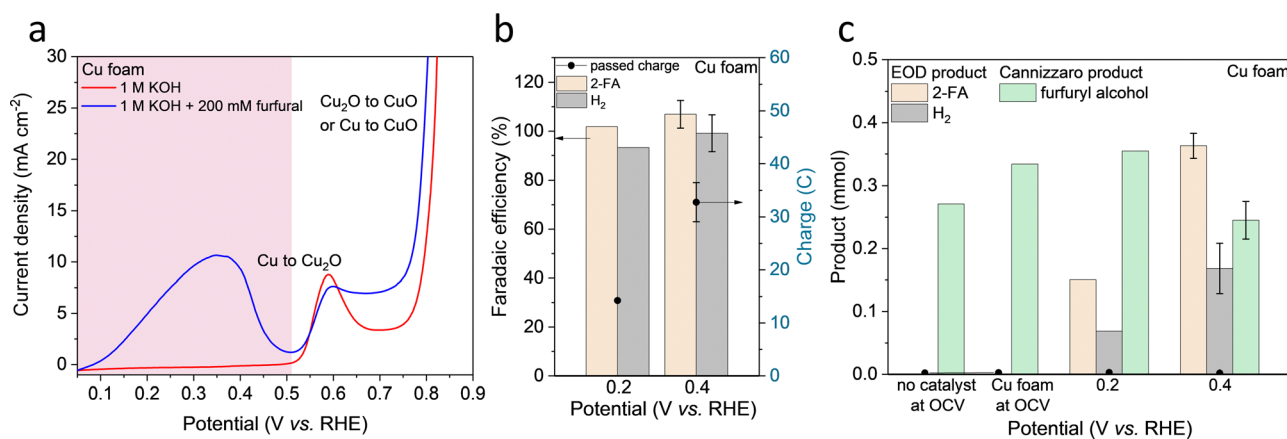 a
30
25
20
15
10
5
0
Current density (mA cm⁻²)
Cu foam
1 M KOH
1 M KOH + 200 mM furfural
Cu₂O to CuO
or Cu to CuO
Cu to Cu₂O
0.1 0.2 0.3 0.4 0.5 0.6 0.7 0.8 0.9
Potential (V vs. RHE)
b
120
100
80
60
40
20
0
Faradaic efficiency (%)
passed charge
2-FA
H₂
Cu foam
60
50
40
30
20
10
0
Charge (C)
0.2 0.4
Potential (V vs. RHE)
c
0.5
0.4
0.3
0.2
0.1
0.0
Product (mmol)
EOD product
2-FA
H₂
Cannizzaro product
furfuryl alcohol
Cu foam
no catalyst
at OCV
Cu foam
at OCV
0.2 0.4
Potential (V vs. RHE)